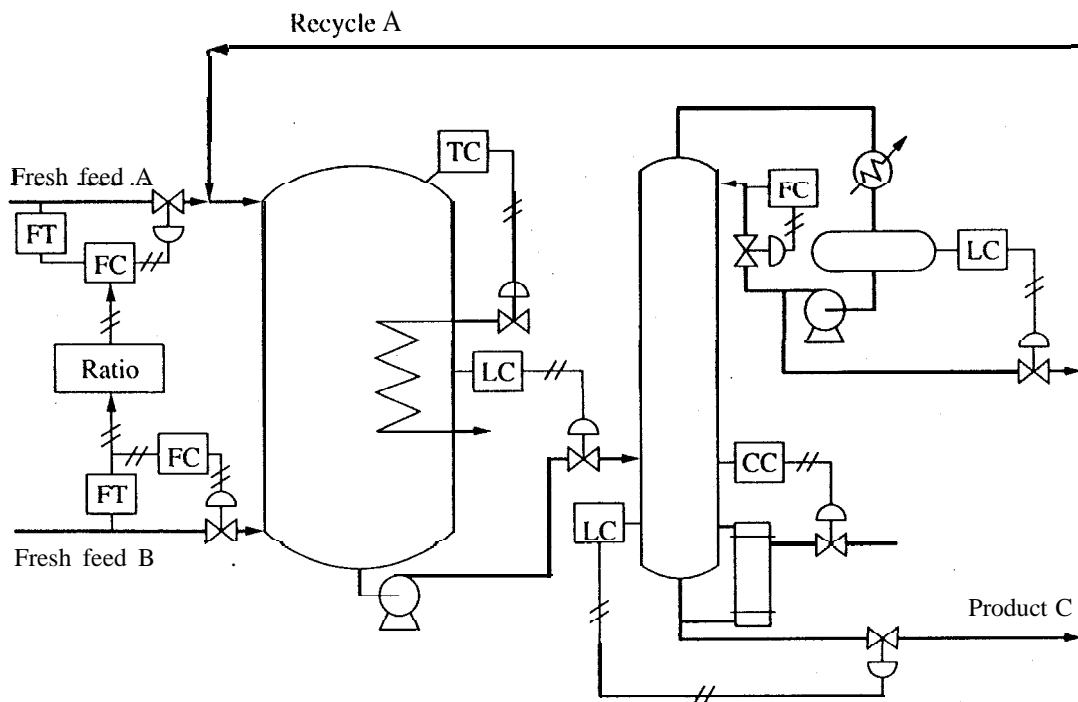 Recycle A
TC
Fresh feed A
FC
FT
LC
FC
Ratio
LC
CC
FC
FT
LC
Fresh feed B
Product C